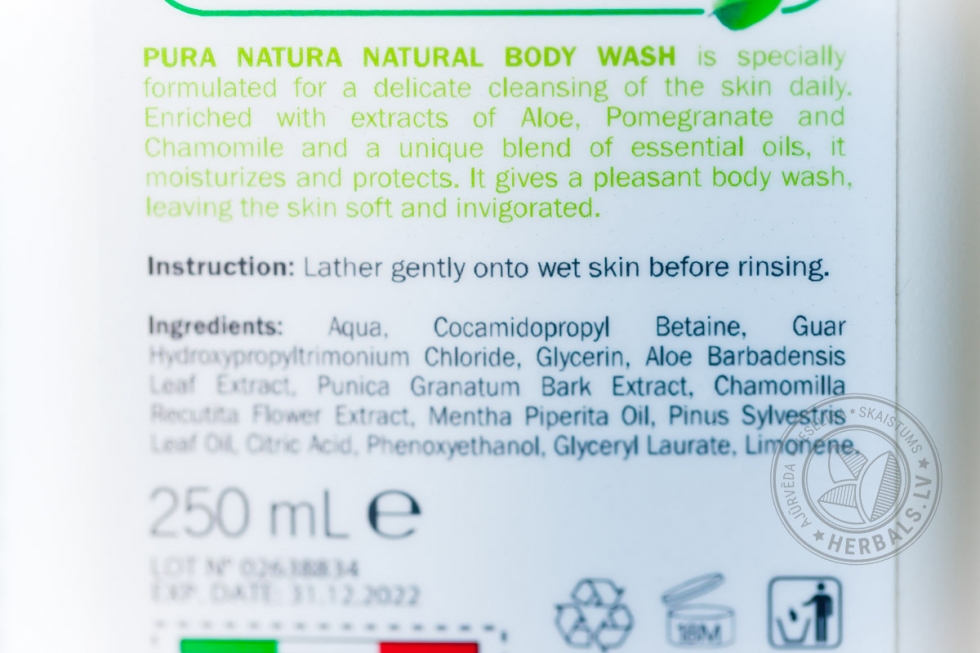 PURA NATURA NATURAL BODY WASH is specially
formulated for a delicate cleansing of the skin daily.
Enriched with extracts of Aloe, Pomegranate and
Chamomile and a unique blend of essential oils, it
moisturizes and protects. It gives a pleasant body wash,
leaving the skin soft and invigorated.
Instruction: Lather gently onto wet skin before rinsing.
Ingredients: Aqua, Cocamidopropyl Betaine, Guar
Hydroxypropyltrimonium Chloride, Glycerin, Aloe Barbadensis
Leaf Extract, Punica Granatum Bark Extract, Chamomilla
Recutita Flower Extract, Mentha Piperita Oil, Pinus Sylvestris
Leaf Oil, Citric Acid, Phenoxyethanol, Glyceryl Laurate, Limonene.
250 mL e
LOT N° 02638834
EXP. DATE: 31.12.2022
18M
AJŪRVĒDA • SKAISTUMS
★ HERBALS.LV ★